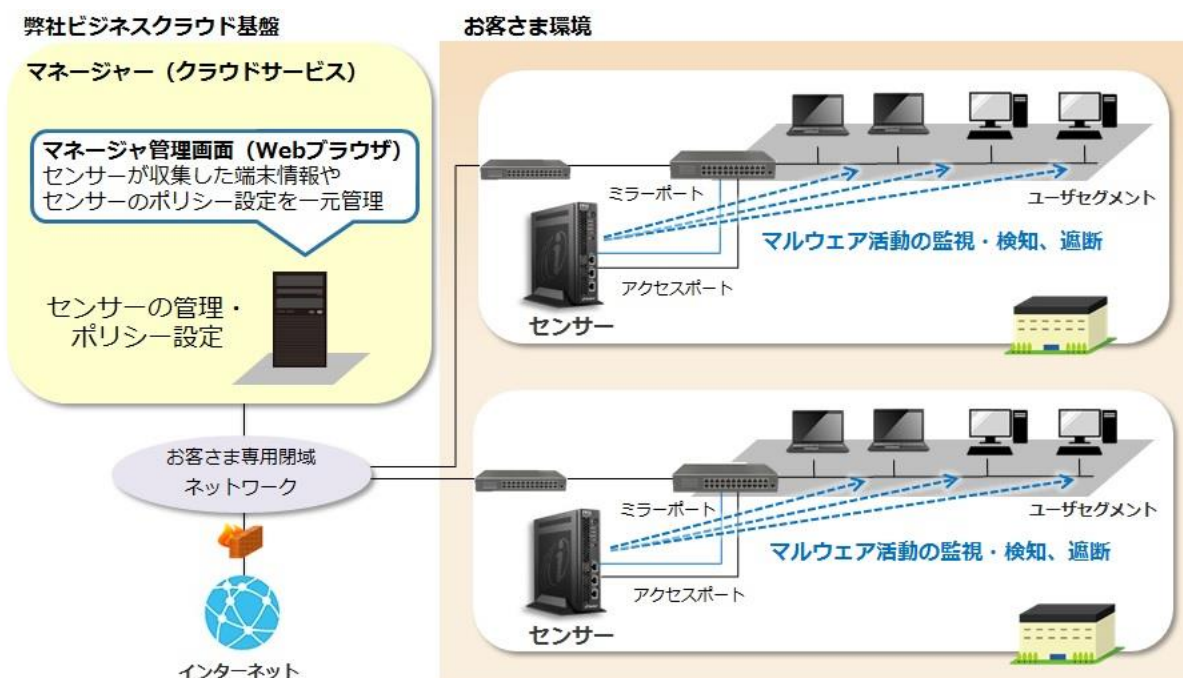 弊社ビジネスクラウド基盤
マネージャー（クラウドサービス）
マネージャ管理画面（Webブラウザ）
センサーが収集した端末情報や
センサーのポリシー設定を一元管理
センサーの管理・
ポリシー設定
お客さま専用閉域
ネットワーク
インターネット
お客さま環境
ミラーポート
ユーザセグメント
マルウェア活動の監視・検知、遮断
アクセスポート
センサー
ミラーポート
ユーザセグメント
マルウェア活動の監視・検知、遮断
アクセスポート
センサー